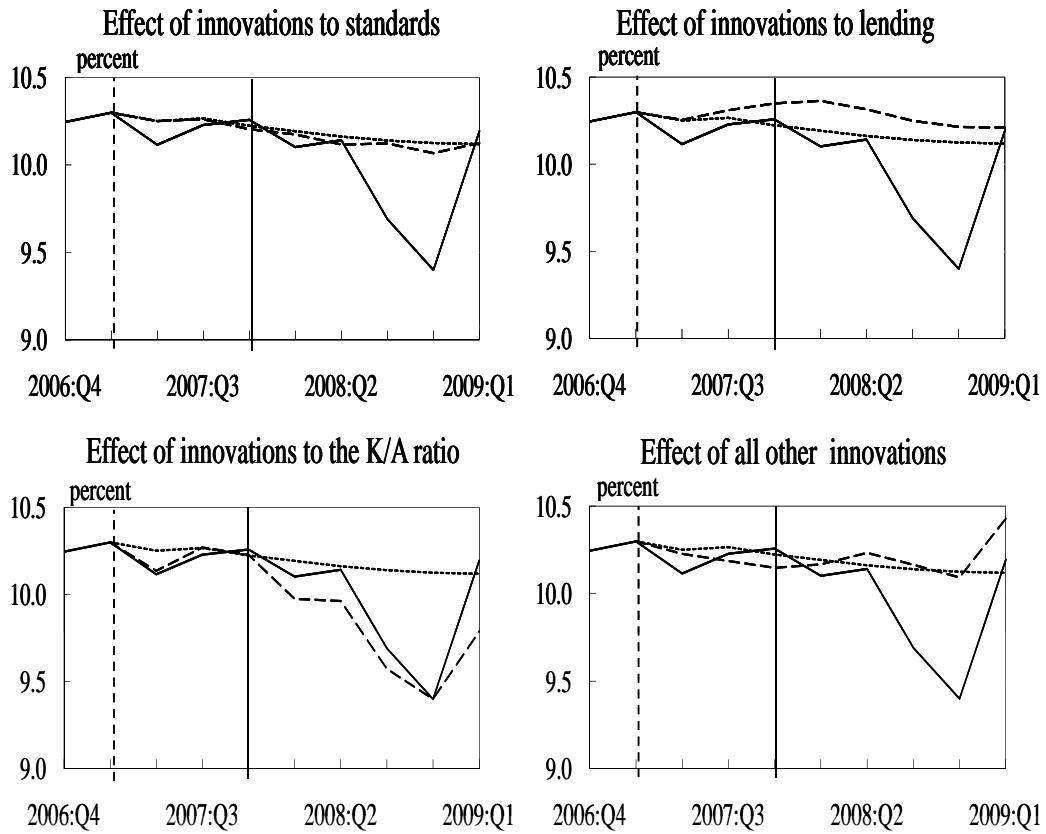 Effect of innovations to standards
percent
10.5
10.0
9.5
9.0
2006:Q4 2007:Q3 2008:Q2 2009:Q1
Effect of innovations to lending
percent
10.5
10.0
9.5
9.0
2006:Q4 2007:Q3 2008:Q2 2009:Q1
Effect of innovations to the K/A ratio
percent
10.5
10.0
9.5
9.0
2006:Q4 2007:Q3 2008:Q2 2009:Q1
Effect of all other innovations
percent
10.5
10.0
9.5
9.0
2006:Q4 2007:Q3 2008:Q2 2009:Q1